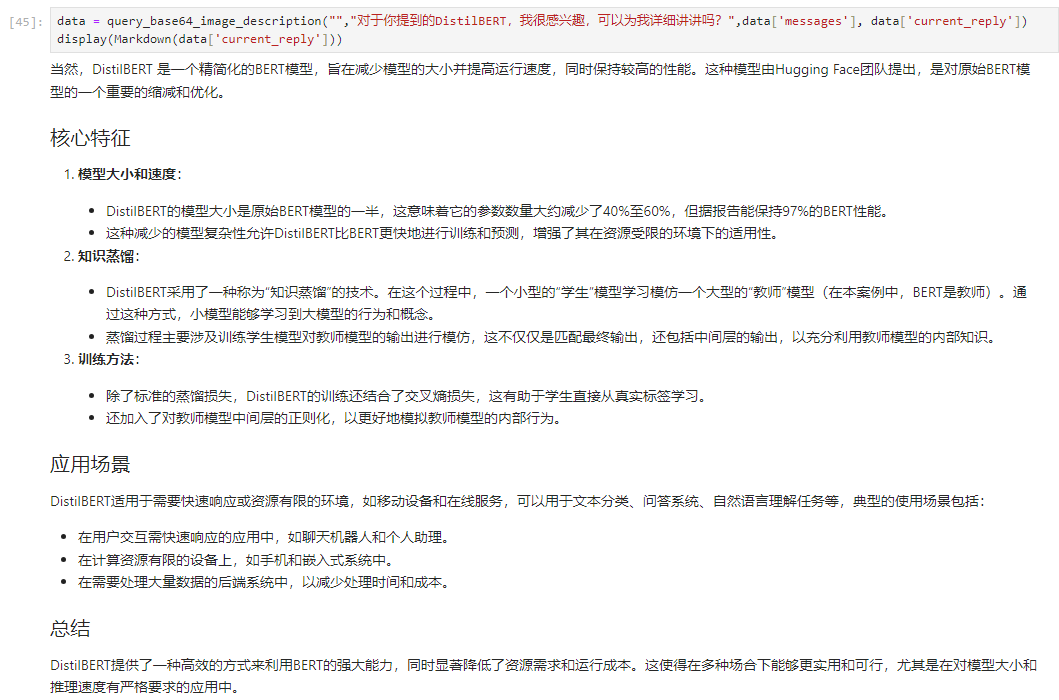 [45]: data = query_base64_image_description("","对于你提到的DistilBERT，我很感兴趣，可以为我详细讲讲吗？",data['messages'], data['current_reply'])
display(Markdown(data['current_reply']))
当然，DistilBERT 是一个精简化的BERT模型，旨在减少模型的大小并提高运行速度，同时保持较高的性能。这种模型由Hugging Face团队提出，是对原始BERT模
型的一个重要的缩减和优化。
核心特征
1. 模型大小和速度：
• DistilBERT的模型大小是原始BERT模型的一半，这意味着它的参数数量大约减少了40%至60%，但据报告能保持97%的BERT性能。
• 这种减少的模型复杂性允许DistilBERT比BERT更快地进行训练和预测，增强了其在资源受限的环境下的适用性。
2. 知识蒸馏：
• DistilBERT采用了一种称为“知识蒸馏”的技术。在这个过程中，一个小型的“学生”模型学习模仿一个大型的“教师”模型（在本案例中，BERT是教师）。通
过这种方式，小模型能够学习到大模型的行为和概念。
• 蒸馏过程主要涉及训练学生模型对教师模型的输出进行模仿，这不仅仅是匹配最终输出，还包括中间层的输出，以充分利用教师模型的内部知识。
3. 训练方法：
• 除了标准的蒸馏损失，DistilBERT的训练还结合了交叉熵损失，这有助于学生直接从真实标签学习。
• 还加入了对教师模型中间层的正则化，以更好地模拟教师模型的内部行为。
应用场景
DistilBERT适用于需要快速响应或资源有限的环境，如移动设备和在线服务，可以用于文本分类、问答系统、自然语言理解任务等，典型的使用场景包括：
• 在用户交互需快速响应的应用中，如聊天机器人和个人助理。
• 在计算资源有限的设备上，如手机和嵌入式系统中。
• 在需要处理大量数据的后端系统中，以减少处理时间和成本。
总结
DistilBERT提供了一种高效的方式来利用BERT的强大能力，同时显著降低了资源需求和运行成本。这使得在多种场合下能够更实用和可行，尤其是在对模型大小和
推理速度有严格要求的应用中。